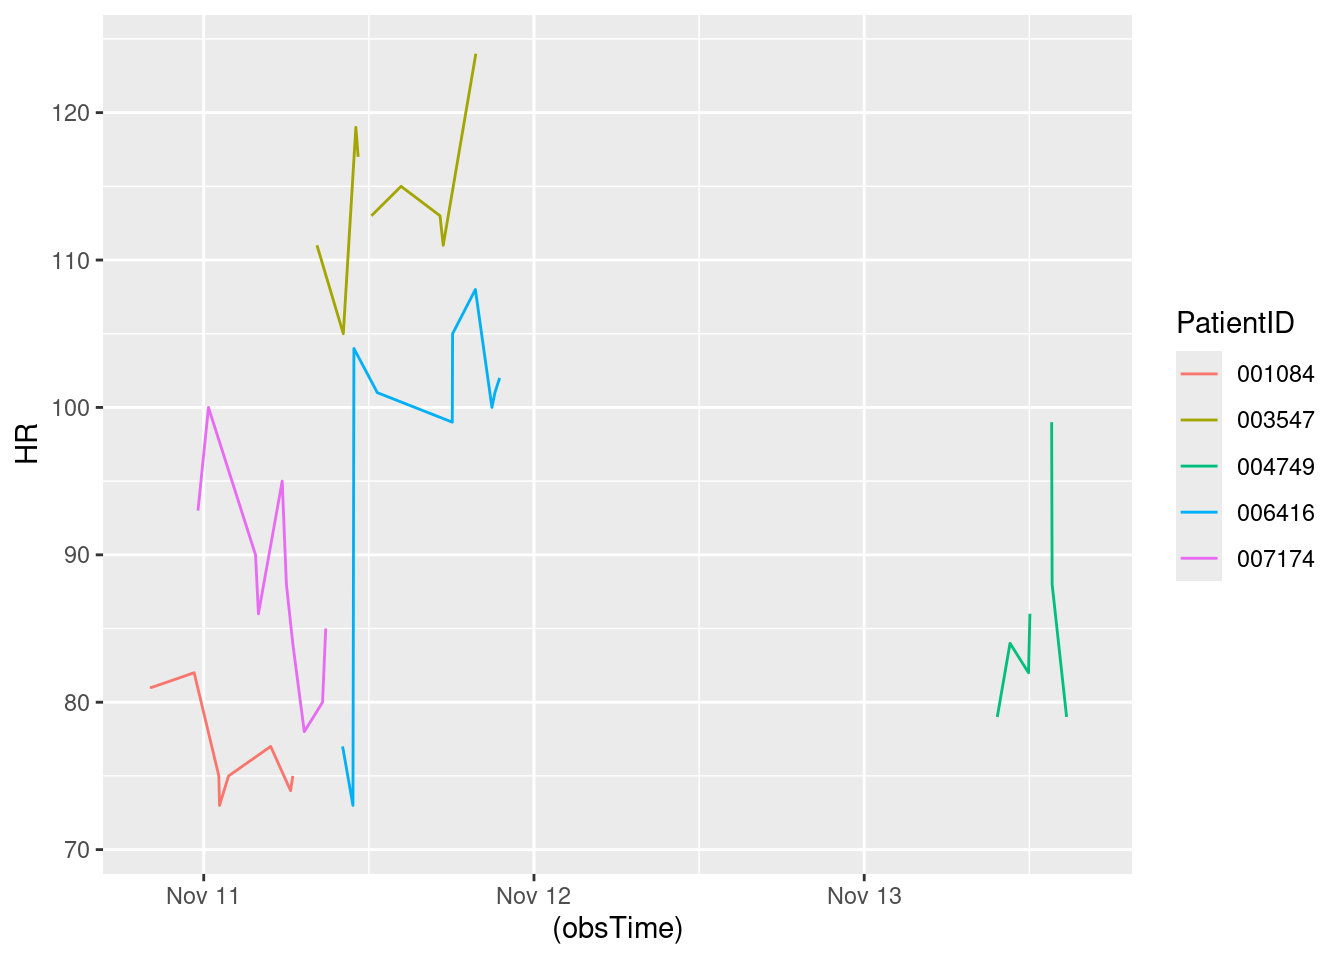 120
110
100
90
80
70
HR
Nov 11
Nov 12
Nov 13
(obsTime)
PatientID
001084
003547
004749
006416
007174